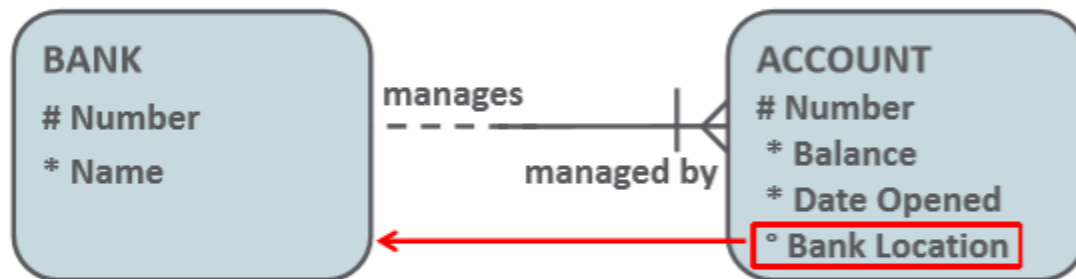 BANK
# Number
* Name
manages
managed by
ACCOUNT
# Number
* Balance
* Date Opened
° Bank Location